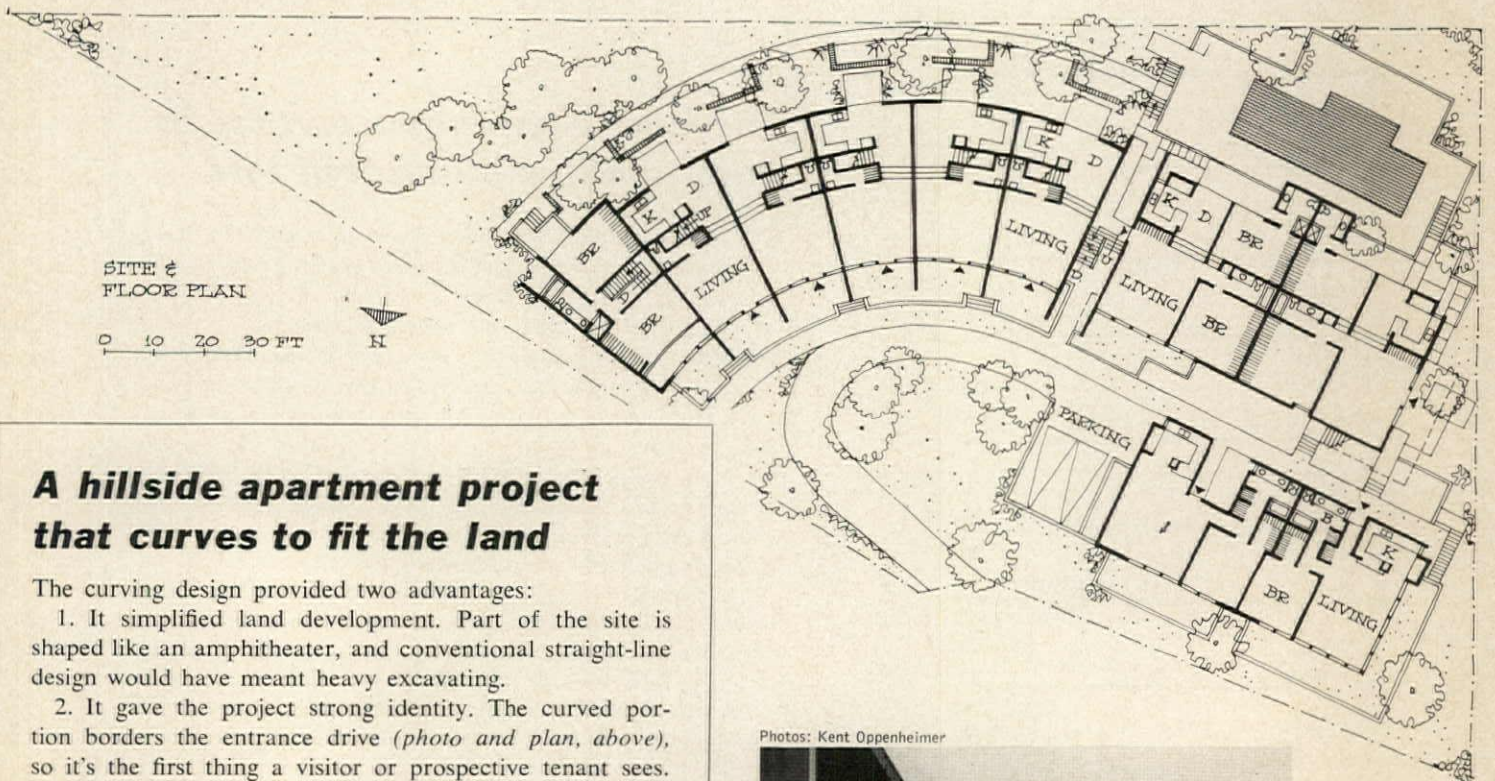 SITE &
FLOOR PLAN
0 10 20 30 FT
N
BR
D
BR
K
D
UP
LIVING
K
D
LIVING
K
D
BR
LIVING
BR
PARKING
B
K
BR
LIVING
A hillside apartment project
that curves to fit the land
The curving design provided two advantages:
1. It simplified land development. Part of the site is
shaped like an amphitheater, and conventional straight-line
design would have meant heavy excavating.
2. It gave the project strong identity. The curved por-
tion borders the entrance drive (photo and plan, above),
so it's the first thing a visitor or prospective tenant sees.
Photos: Kent Oppenheimer